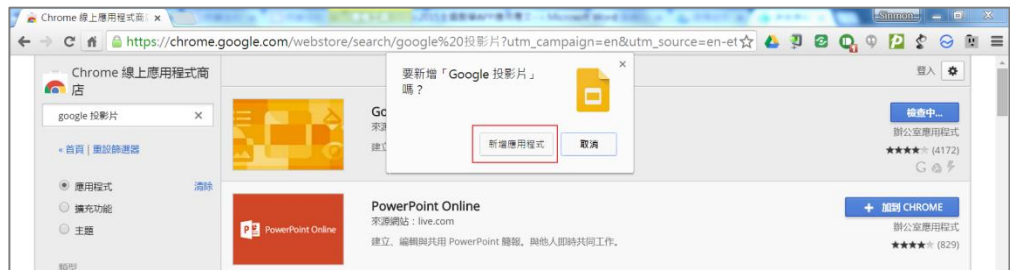 Chrome 線上應用程式商
Shimon
https://chrome.google.com/webstore/search/google%20投影片?utm_campaign=en&utm_source=en-et
Chrome 線上應用程式商店
google 投影片
«首頁 | 重設篩選器
應用程式 清除
擴充功能
主題
類型
要新增「Google 投影片」嗎？
新增應用程式 取消
登入
Go
建立
檢查中...
辦公室應用程式
(4172)
PowerPoint Online
PowerPoint Online
來源網站：live.com
建立、編輯與共用 PowerPoint 簡報。與他人即時共同工作。
+ 加到 CHROME
辦公室應用程式
(829)